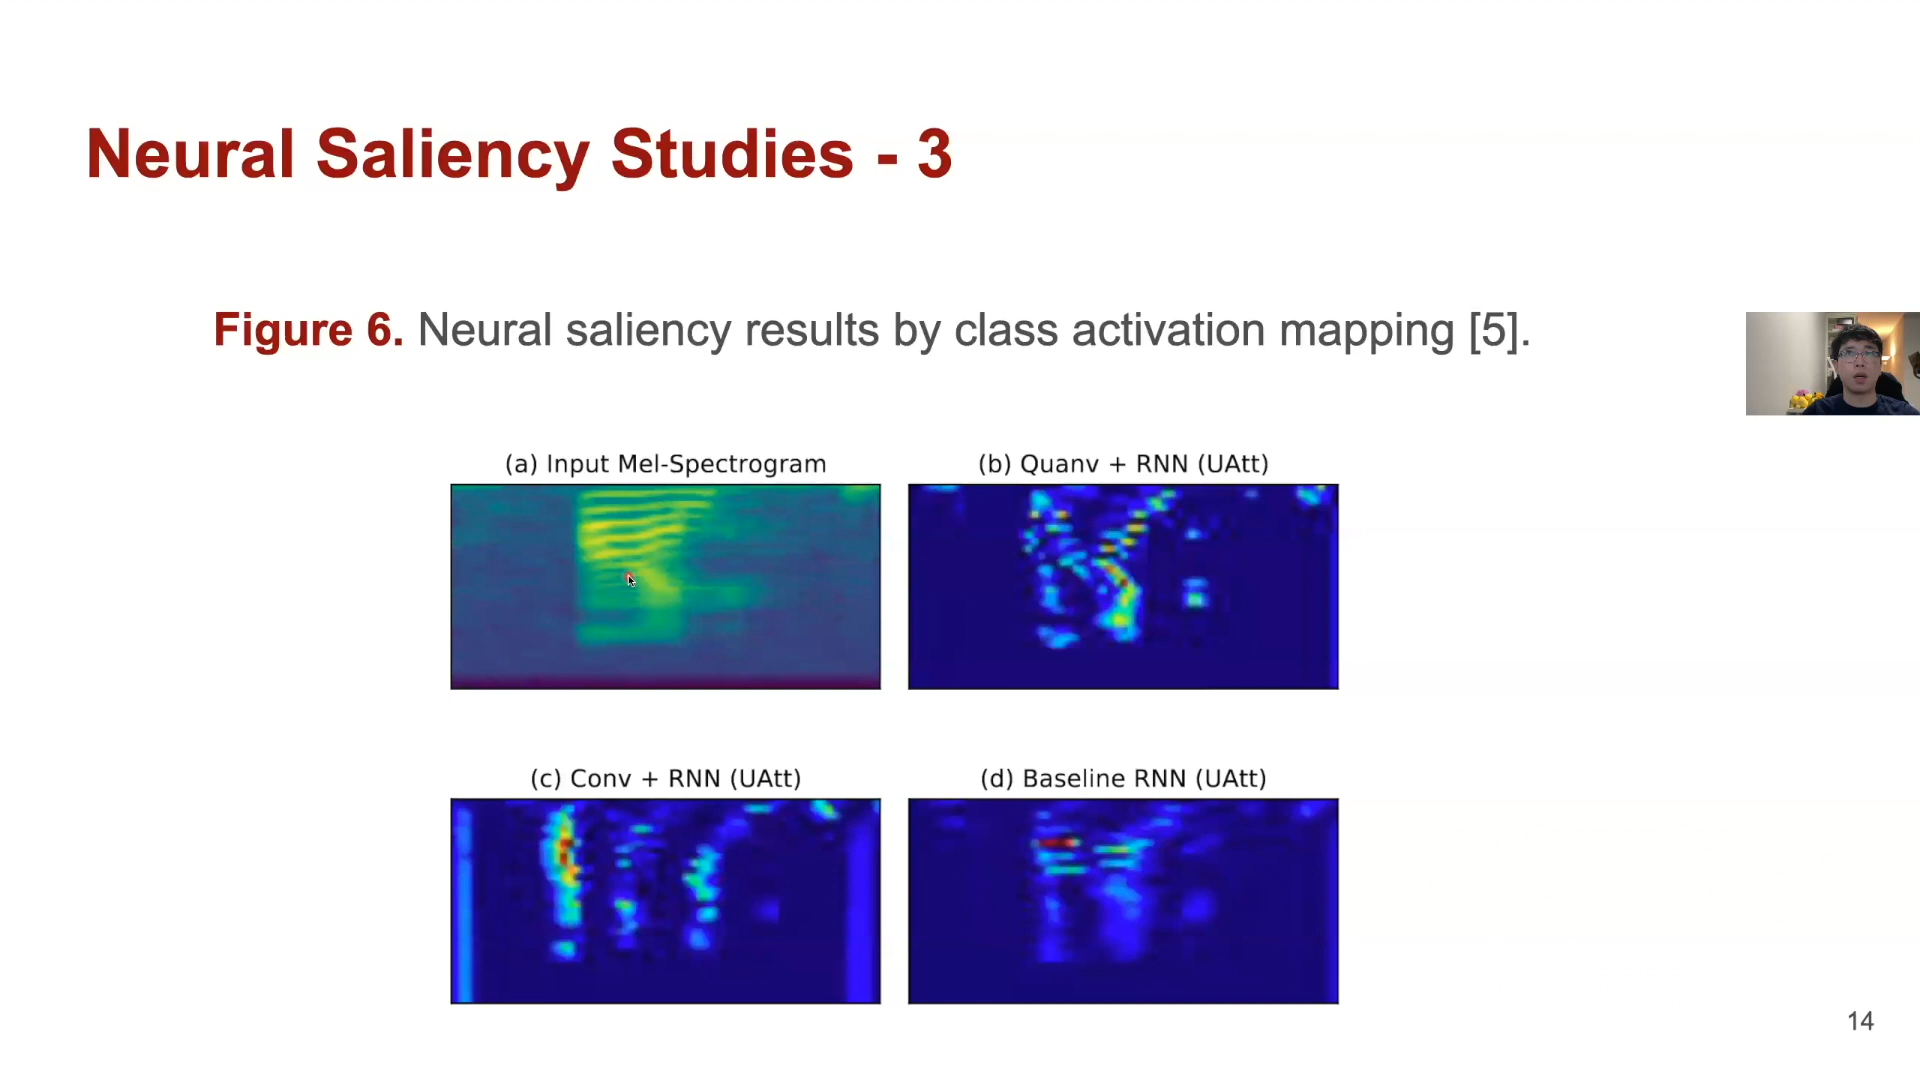 Neural Saliency Studies - 3
Figure 6. Neural saliency results by class activation mapping [5].
(a) Input Mel-Spectrogram
(b) Quanv + RNN (UAtt)
(c) Conv + RNN (UAtt)
(d) Baseline RNN (UAtt)
14